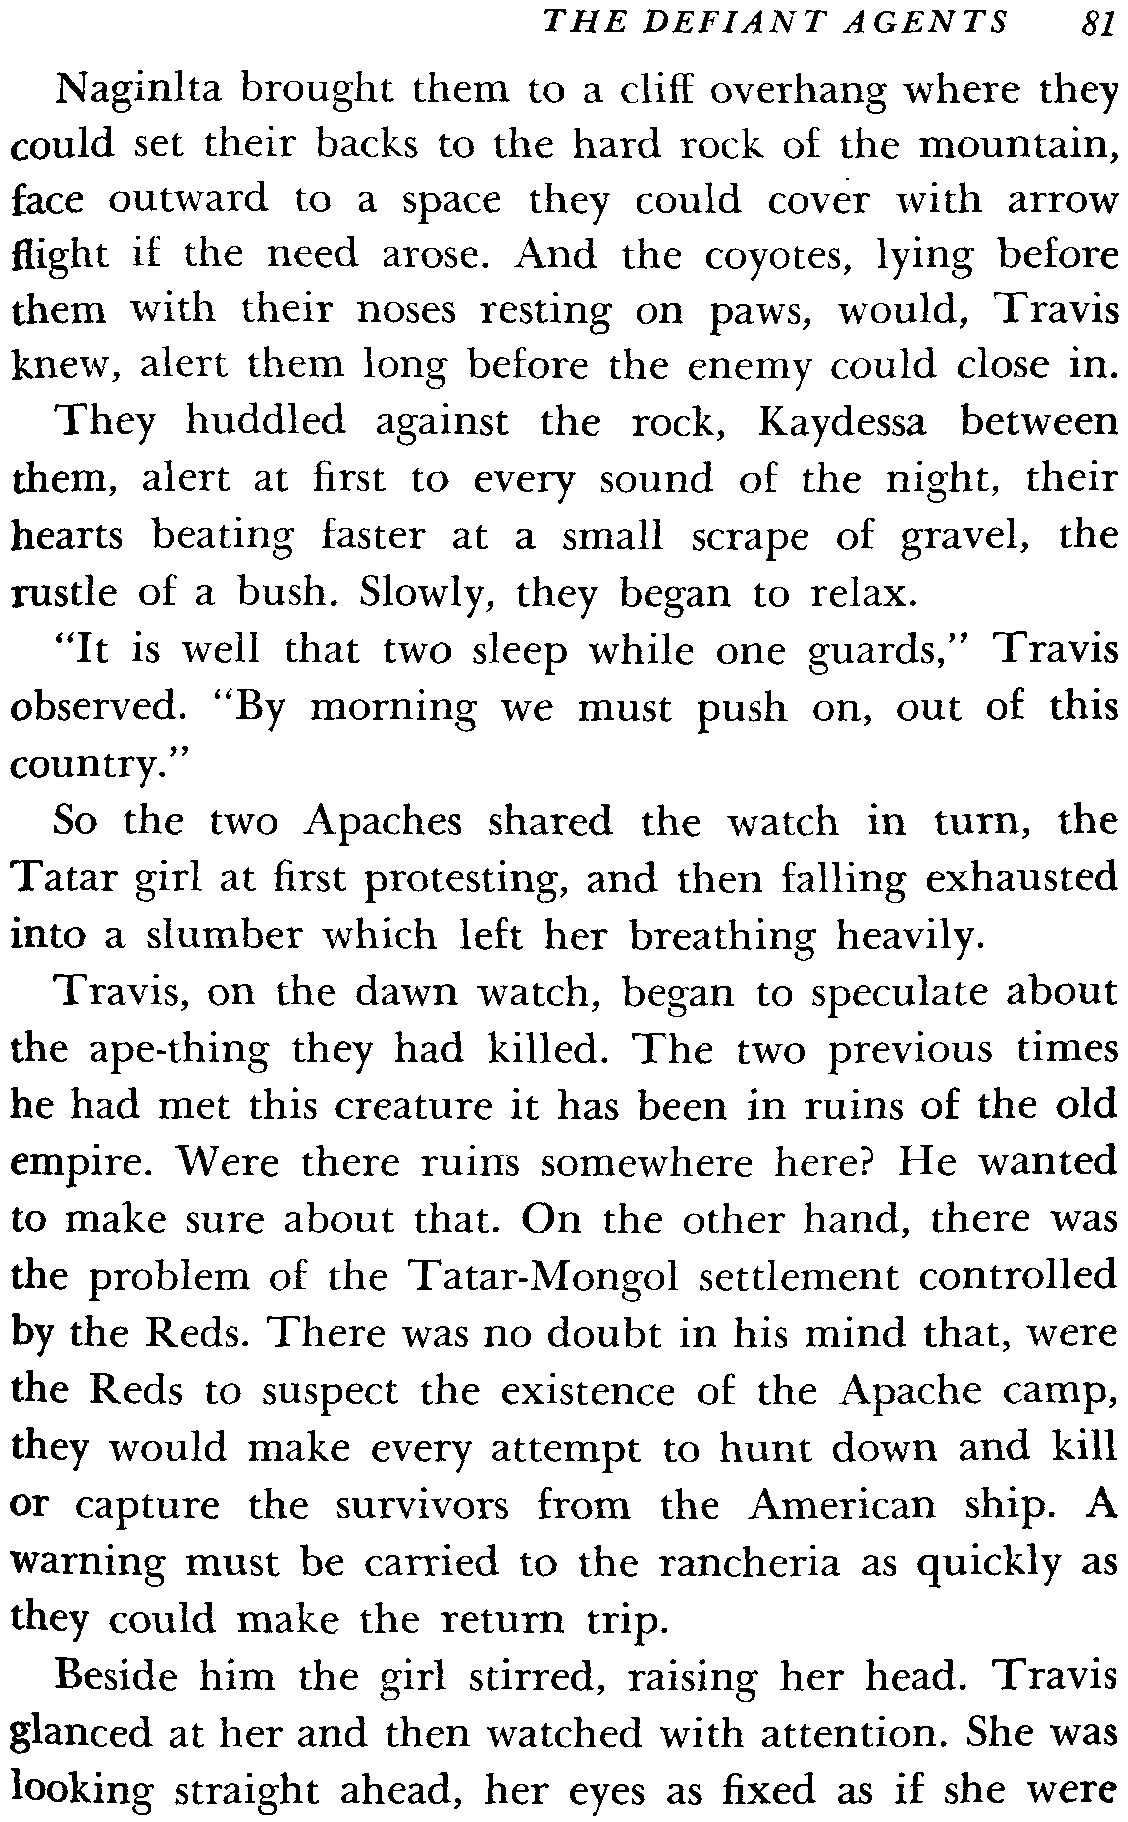 THE DEFIANT AGENTS 81
Naginlta brought them to a cliff overhang where they
could set their backs to the hard rock of the mountain,
face outward to a space they could cover with arrow
flight if the need arose. And the coyotes, lying before
them with their noses resting on paws, would, Travis
knew, alert them long before the enemy could close in.
They huddled against the rock, Kaydessa between
them, alert at first to every sound of the night, their
hearts beating faster at a small scrape of gravel, the
rustle of a bush. Slowly, they began to relax.
"It is well that two sleep while one guards," Travis
observed. "By morning we must push on, out of this
country."
So the two Apaches shared the watch in turn, the
Tatar girl at first protesting, and then falling exhausted
into a slumber which left her breathing heavily.
Travis, on the dawn watch, began to speculate about
the ape-thing they had killed. The two previous times
he had met this creature it has been in ruins of the old
empire. Were there ruins somewhere here? He wanted
to make sure about that. On the other hand, there was
the problem of the Tatar-Mongol settlement controlled
by the Reds. There was no doubt in his mind that, were
the Reds to suspect the existence of the Apache camp,
they would make every attempt to hunt down and kill
or capture the survivors from the American ship. A
warning must be carried to the rancheria as quickly as
they could make the return trip.
Beside him the girl stirred, raising her head. Travis
glanced at her and then watched with attention. She was
looking straight ahead, her eyes as fixed as if she were